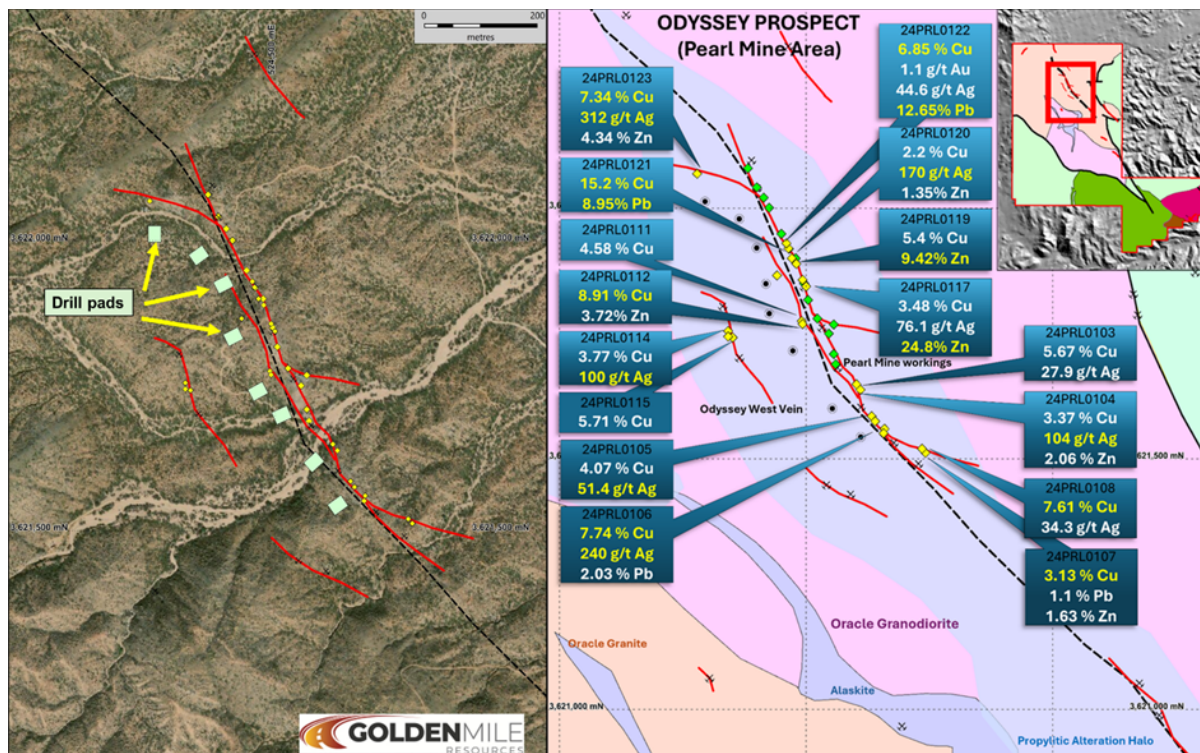 0
200
metres
3,622,000 mN
Drill pads
3,621,500 mN
GOLDENMILE
RESOURCES
ODYSSEY PROSPECT
(Pearl Mine Area)
24PRL0123
7.34 % Cu
312 g/t Ag
4.34 % Zn
24PRL0121
15.2 % Cu
8.95% Pb
24PRL0111
4.58 % Cu
24PRL0112
8.91 % Cu
3.72% Zn
24PRL0114
3.77 % Cu
100 g/t Ag
24PRL0115
5.71 % Cu
24PRL0105
4.07 % Cu
51.4 g/t Ag
24PRL0106
7.74 % Cu
240 g/t Ag
2.03 % Pb
24PRL0122
6.85 % Cu
1.1 g/t Au
44.6 g/t Ag
12.65% Pb
24PRL0120
2.2 % Cu
170 g/t Ag
1.35% Zn
24PRL0119
5.4 % Cu
9.42% Zn
24PRL0117
3.48 % Cu
76.1 g/t Ag
24.8% Zn
24PRL0103
5.67 % Cu
27.9 g/t Ag
24PRL0104
3.37 % Cu
104 g/t Ag
2.06 % Zn
24PRL0108
7.61 % Cu
34.3 g/t Ag
24PRL0107
3.13 % Cu
1.1 % Pb
1.63 % Zn
Pearl Mine workings
Odyssey West Vein
621,500 mN
Oracle Granodiorite
Oracle Granite
Alaskite
3,621,000 mN
3,621,000 mN
Propylitic Alteration Halo